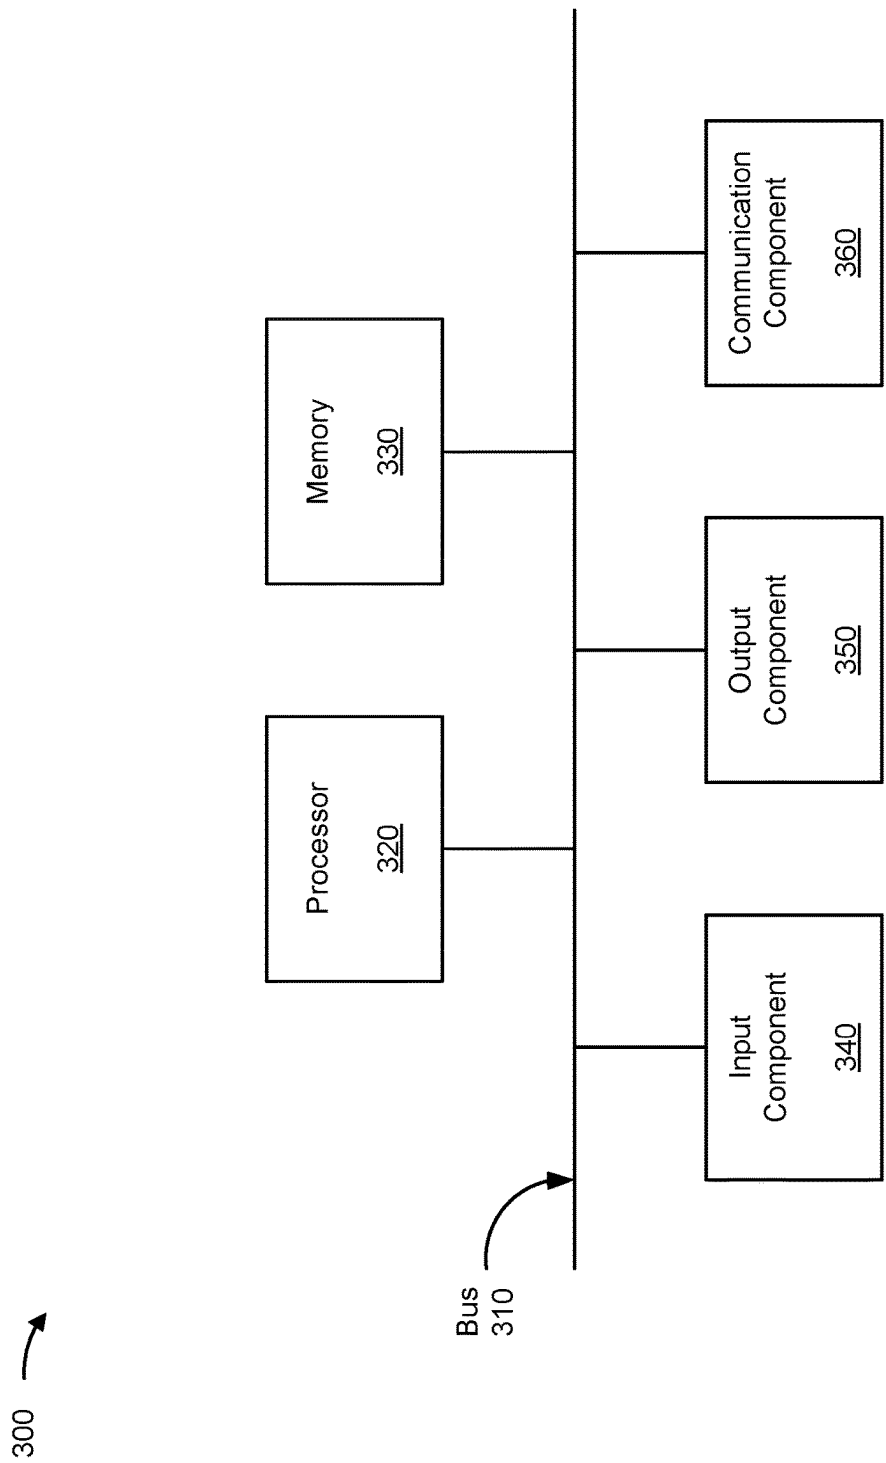 300
Processor
320
Memory
330
Bus
310
Input
Component
340
Output
Component
350
Communication
Component
360